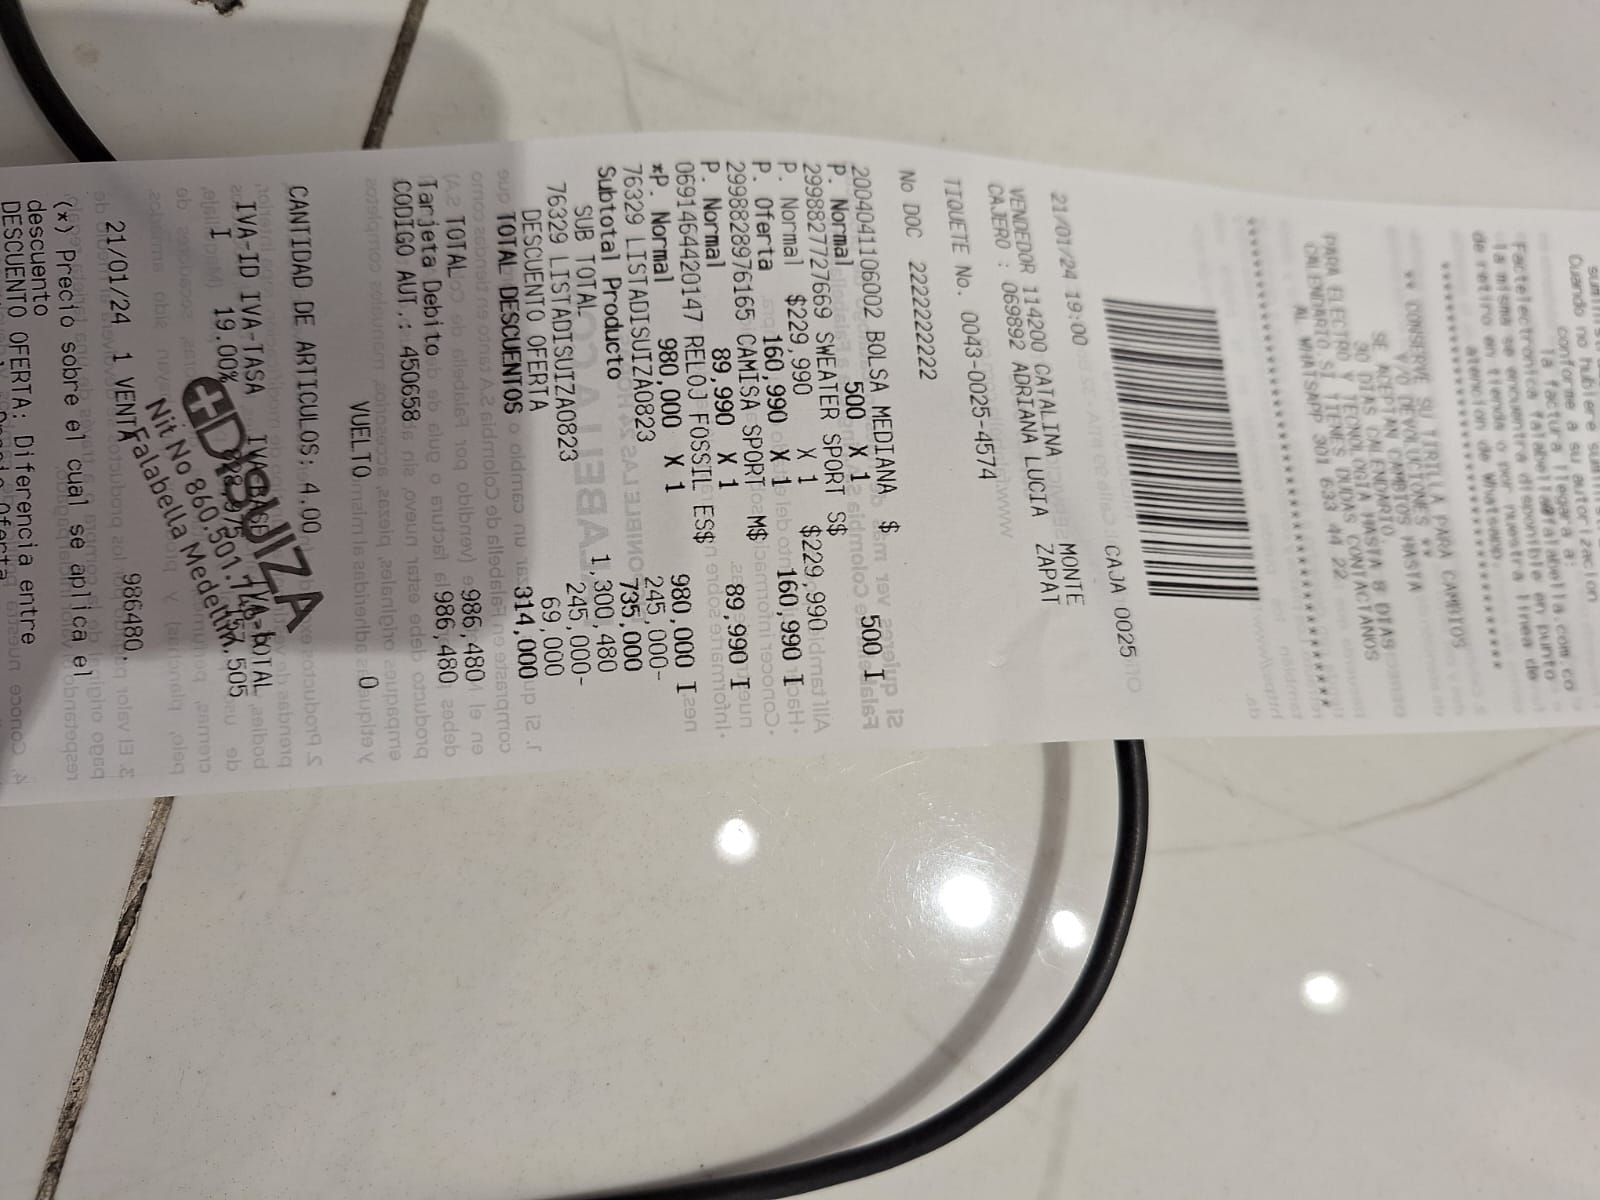 Cuando no hubiere
conforme a su autorizacion
la factura llegara a:
Factelectronica_falabella@falabella.com.co
la misma se encuentra disponible en punto
de retiro en tienda o por nuestra linea de
atencion de Whatsapp.
** CONSERVE SU TIRILLA PARA CAMBIOS
Y/O DEVOLUCIONES **
SE ACEPTAN CAMBIOS HASTA
30 DIAS CALENDARIO.
PARA ELECTRO Y TECNOLOGIA HASTA 8 DIAS
CALENDARIO SI TIENES DUDAS CONTACTANOS
AL WHATSAPP 301 633 44 22
CAJA 0025
21/01/24 19:00
VENDEDOR 114200 CATALINA MONTE
CAJERO : 069892 ADRIANA LUCIA ZAPAT
TIQUETE No. 0043-0025-4574
No DOC 2222222222
2004041106002 BOLSA MEDIANA $ 500 I
P. Normal 500 X 1
2998827727669 SWEATER SPORT S$ $229,990
P. Normal $229,990 X 1
P. Oferta 160,990 X 1 160,990 I
2998828976165 CAMISA SPORT M$ 89,990 I
P. Normal 89,990 X 1
0691464420147 RELOJ FOSSIL ES$ 980,000 I
*P. Normal 980,000 X 1
76329 LISTADISUIZA0823 245,000-
Subtotal Producto 735,000
SUB TOTAL 1,300,480
76329 LISTADISUIZA0823 245,000-
DESCUENTO OFERTA 69,000
TOTAL DESCUENTOS 314,000
TOTAL 986,480
Tarjeta Debito 986,480
CODIGO AUT.: 450658
VUELTO 0
CANTIDAD DE ARTICULOS: 4.00
IVA-ID IVA-TASA IVA-BASE IVA-TOTAL
I 19.00% 828,975 157,505
DISUIZA
Nit No 860.501.
Falabella Medellin
21/01/24 1 VENTA 986480.
(*) Precio sobre el cual se aplica el
descuento
DESCUENTO OFERTA: Diferencia entre